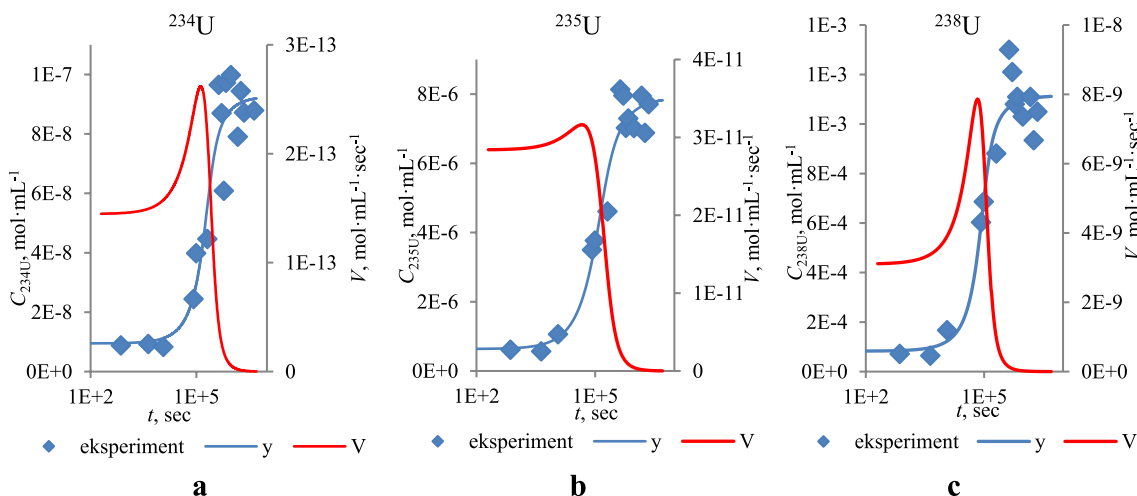 ²³⁴U
C234U, mol·mL⁻¹
1E-7
8E-8
6E-8
4E-8
2E-8
0E+0
3E-13
2E-13
1E-13
0
V, mol·mL⁻¹·sec⁻¹
1E+2
1E+5
t, sec
eksperiment
y
V
a
²³⁵U
C235U, mol·mL⁻¹
8E-6
6E-6
4E-6
2E-6
0E+0
4E-11
3E-11
2E-11
1E-11
0
V, mol·mL⁻¹·sec⁻¹
1E+2
1E+5
t, sec
eksperiment
y
V
b
²³⁸U
C238U, mol·mL⁻¹
1E-3
1E-3
1E-3
8E-4
6E-4
4E-4
2E-4
0E+0
1E-8
8E-9
6E-9
4E-9
2E-9
0E+0
V, mol·mL⁻¹·sec⁻¹
1E+2
1E+5
t, sec
eksperiment
y
V
c